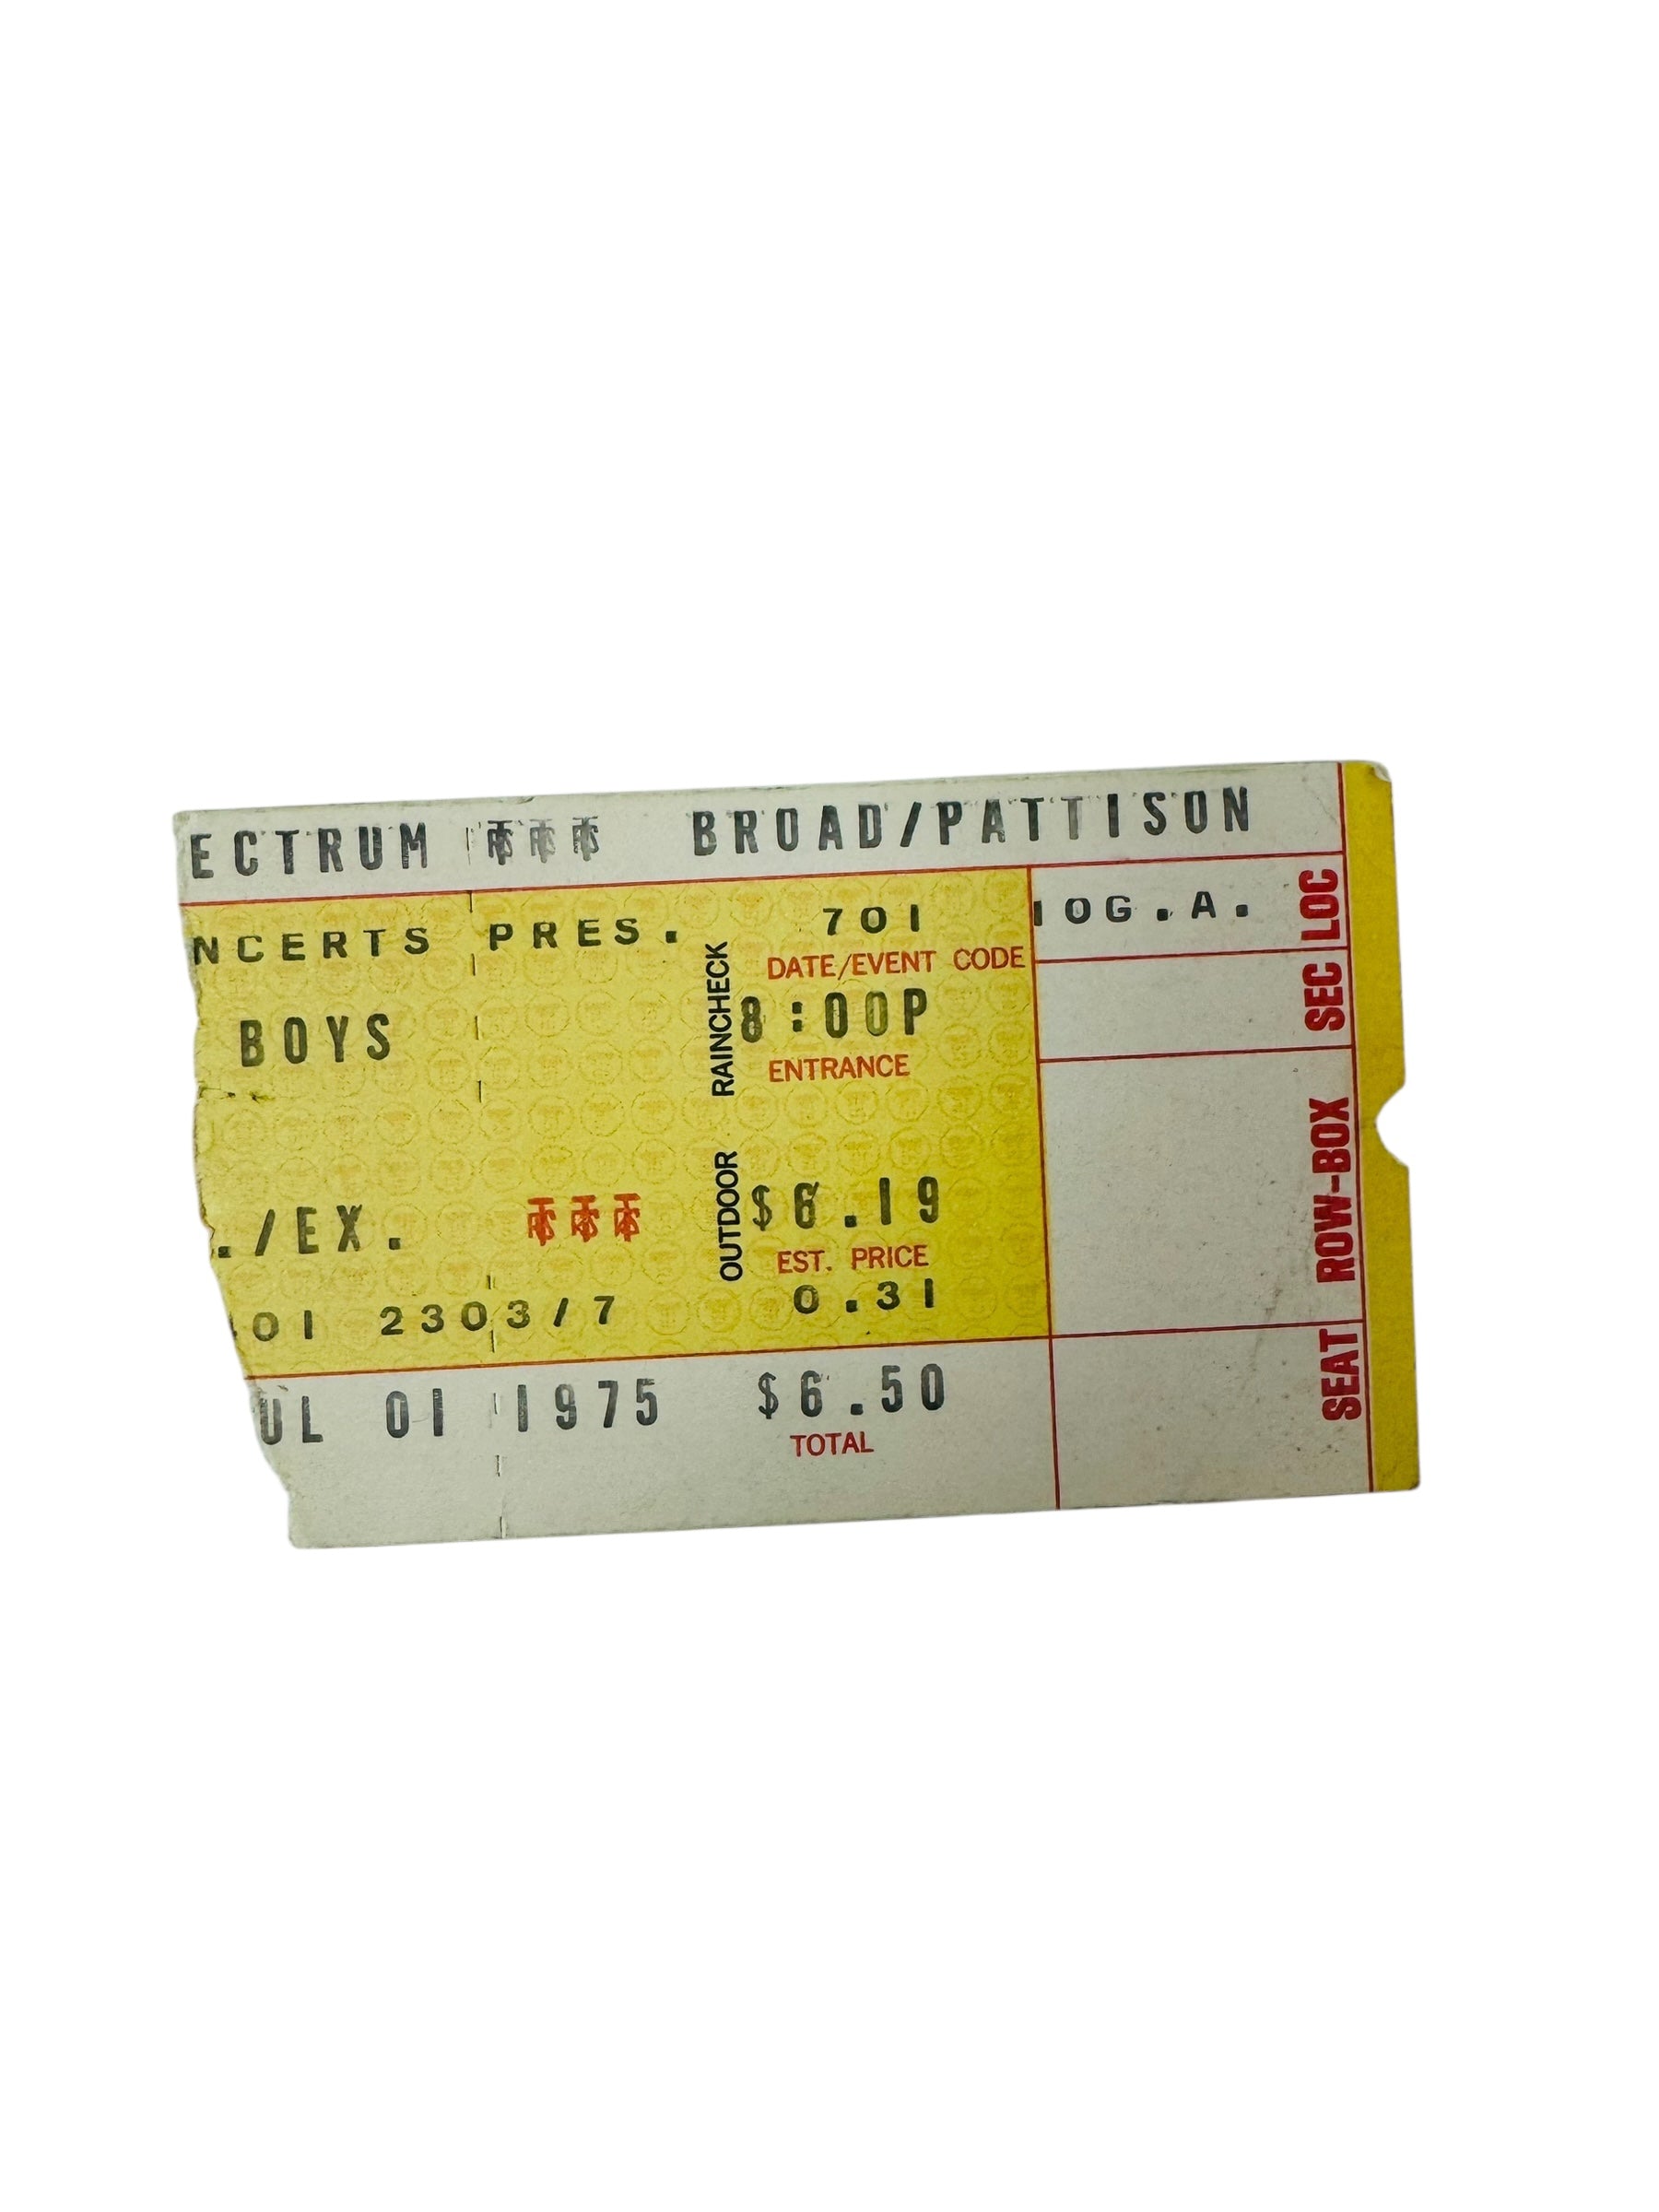 ECTRUM BROAD/PATTISON
NCERTS PRES. 701
DATE/EVENT CODE
BOYS 8:00P
ENTRANCE
./EX. $6.19
EST. PRICE
01 2303/7 0.31
UL 01 1975 $6.50
TOTAL
OUTDOOR RAINCHECK
10G.A.
LOC
SEC
ROW-BOX
SEAT